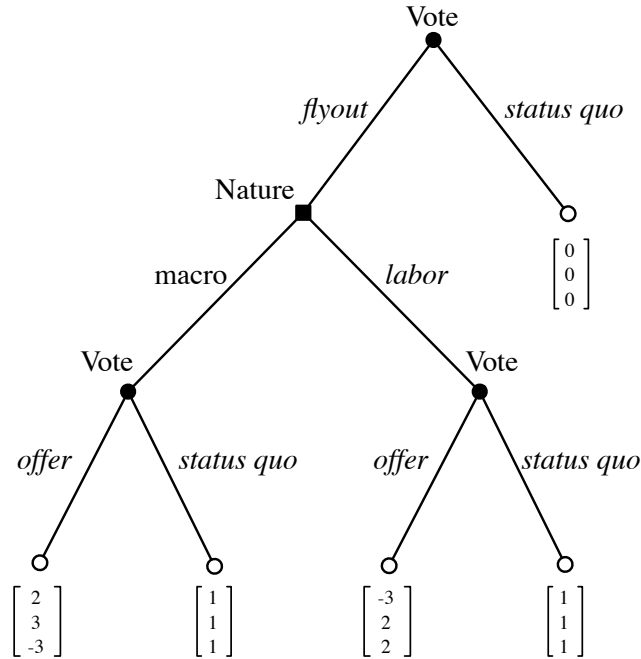 Vote
flyout
status quo
Nature
0
0
0
macro
labor
Vote
Vote
offer
status quo
offer
status quo
2
3
-3
1
1
1
-3
2
2
1
1
1